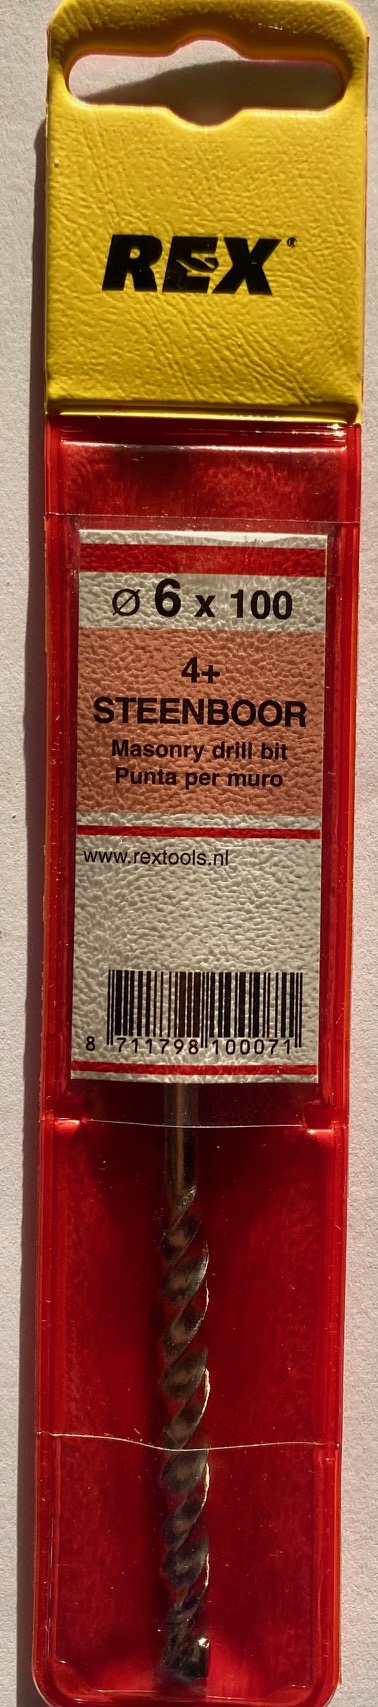 REX®
Ø 6 x 100
4+
STEENBOOR
Masonry drill bit
Punta per muro
www.rextools.nl
8 711798 100071